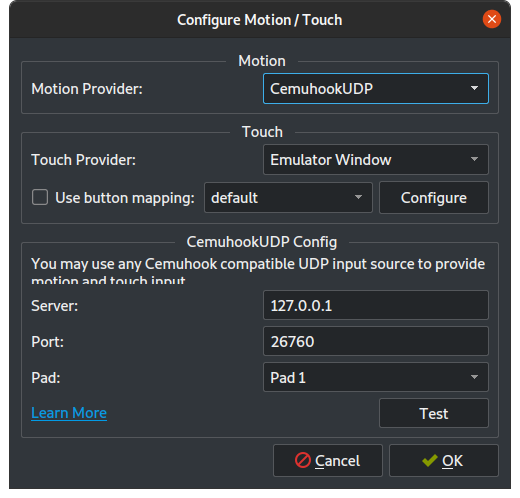 Configure Motion / Touch
Motion
Motion Provider: CemuhookUDP
Touch
Touch Provider: Emulator Window
Use button mapping: default Configure
CemuhookUDP Config
You may use any Cemuhook compatible UDP input source to provide
motion and touch input.
Server: 127.0.0.1
Port: 26760
Pad: Pad 1
Learn More Test
Cancel OK